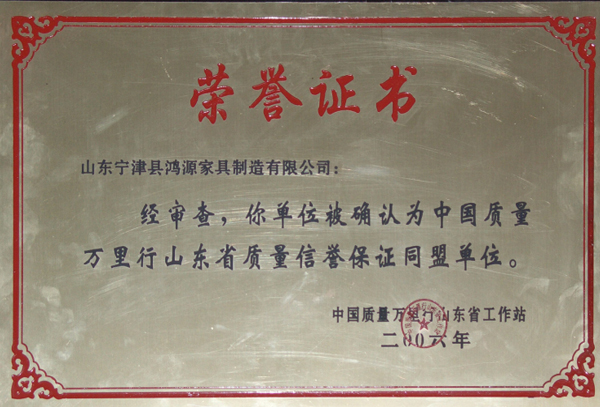 荣誉证书
山东宁津县鸿源家具制造有限公司：
经审查，你单位被确认为中国质量
万里行山东省质量信誉保证同盟单位。
中国质量万里行山东省工作站
二00六年